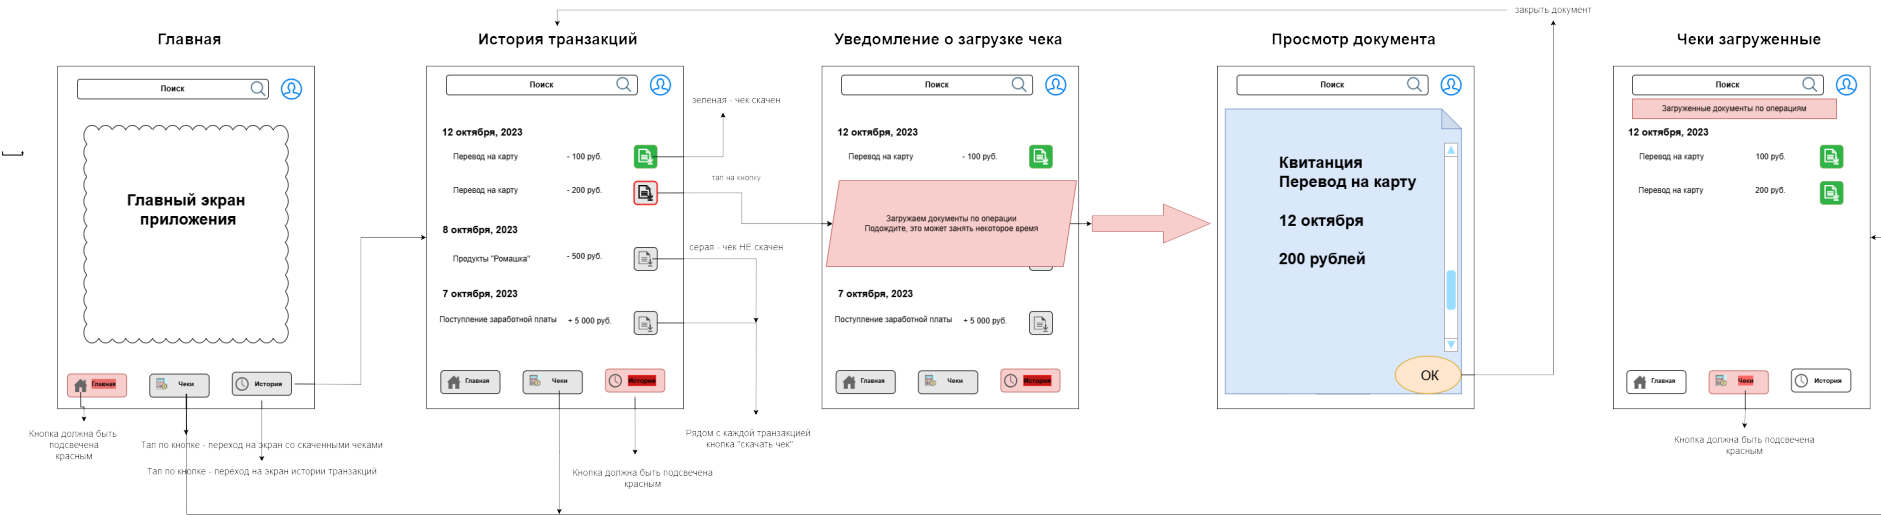 закрыть документ
Главная
История транзакций
Уведомление о загрузке чека
Просмотр документа
Чеки загруженные
Поиск
Главный экран
приложения
Главная
Чеки
История
Кнопка должна быть
подсвечена
красным
Тап по кнопке - переход на экран со скаченными чеками
Тап по кнопке - переход на экран истории транзакций
Поиск
12 октября, 2023
Перевод на карту - 100 руб.
Перевод на карту - 200 руб.
8 октября, 2023
Продукты "Ромашка" - 500 руб.
7 октября, 2023
Поступление заработной платы + 5 000 руб.
Главная
Чеки
История
зеленая - чек скачен
тап на кнопку
серая - чек НЕ скачен
Рядом с каждой транзакцией
кнопка "скачать чек"
Кнопка должна быть подсвечена
красным
Поиск
12 октября, 2023
Перевод на карту - 100 руб.
Загружаем документы по операции
Подождите, это может занять некоторое время
7 октября, 2023
Поступление заработной платы + 5 000 руб.
Главная
Чеки
История
Поиск
Квитанция
Перевод на карту
12 октября
200 рублей
ОК
Поиск
Загруженные документы по операциям
12 октября, 2023
Перевод на карту 100 руб.
Перевод на карту 200 руб.
Главная
Чеки
История
Кнопка должна быть подсвечена
красным